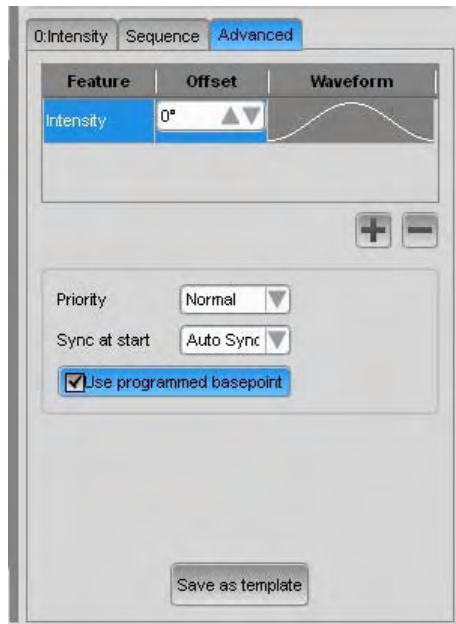 0:Intensity Sequence Advanced
Feature Offset Waveform
Intensity 0°
Priority Normal
Sync at start Auto Sync
Use programmed basepoint
Save as template